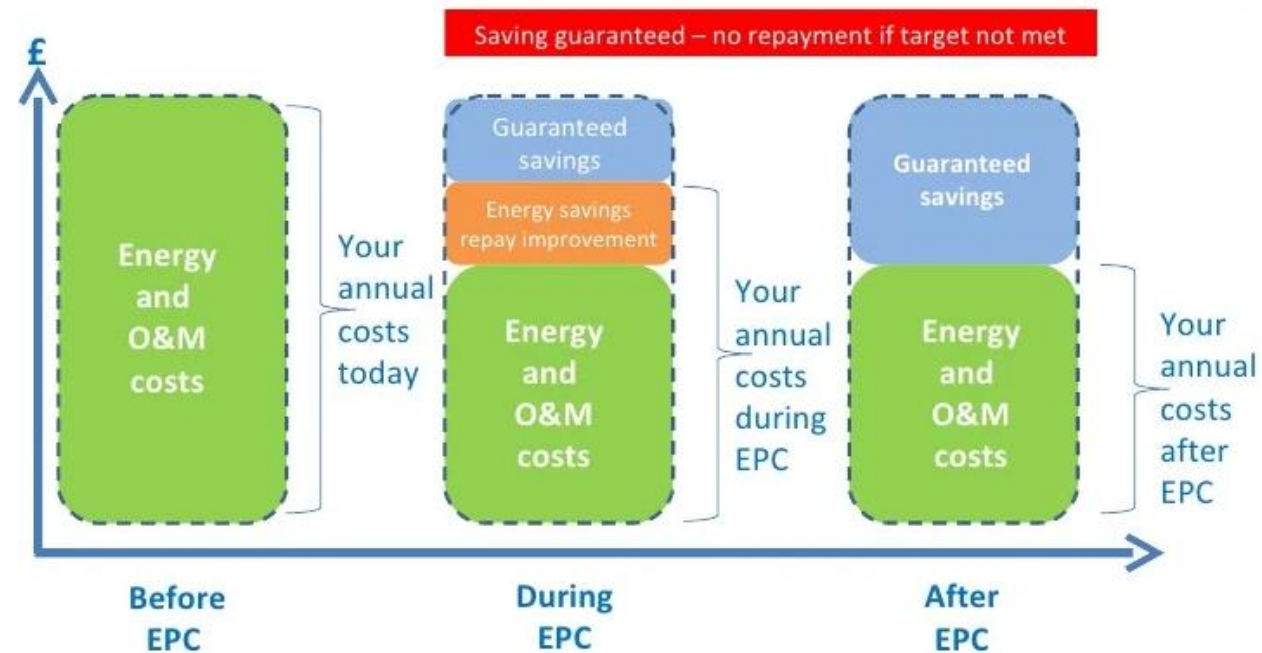 Saving guaranteed – no repayment if target not met
£
Energy
and
O&M
costs
Your
annual
costs
today
Guaranteed
savings
Energy savings
repay improvement
Energy
and
O&M
costs
Your
annual
costs
during
EPC
Guaranteed
savings
Energy
and
O&M
costs
Your
annual
costs
after
EPC
Before
EPC
During
EPC
After
EPC